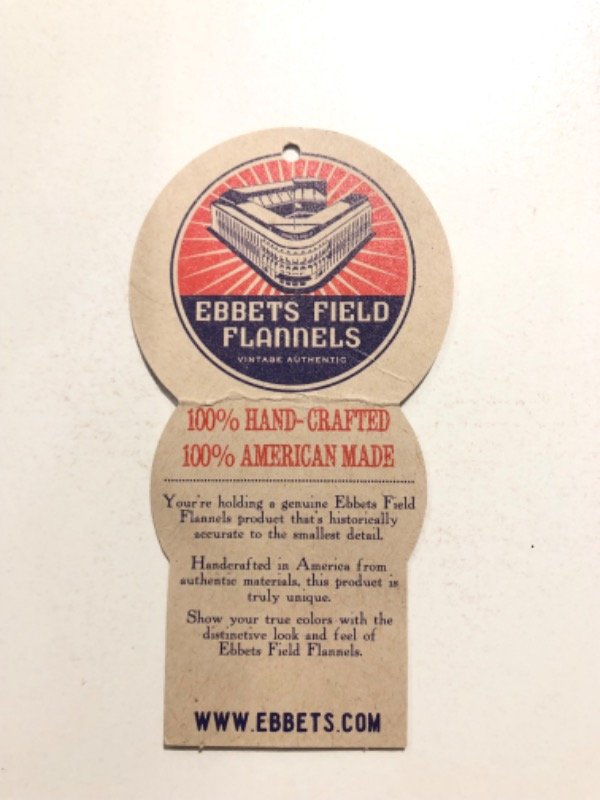 EBBETS FIELD
FLANNELS
VINTAGE AUTHENTIC
100% HAND-CRAFTED
100% AMERICAN MADE
Your're holding a genuine Ebbets Field
Flannels product that's historically
accurate to the smallest detail.
Handcrafted in America from
authentic materials, this product is
truly unique.
Show your true colors with the
distinctive look and feel of
Ebbets Field Flannels.
WWW.EBBETS.COM